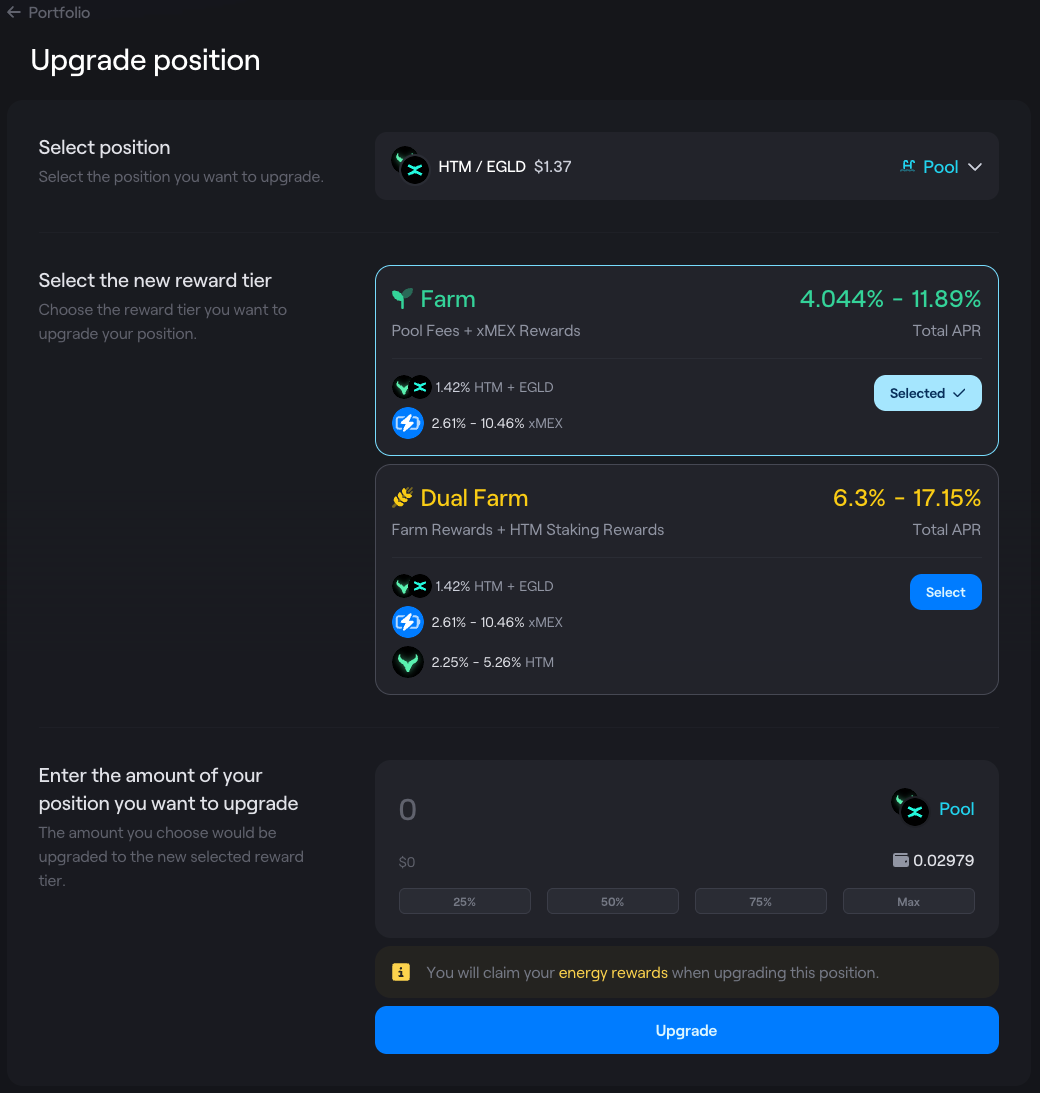 Portfolio
Upgrade position
Select position
Select the position you want to upgrade.
HTM / EGLD $1.37
Pool
Select the new reward tier
Choose the reward tier you want to
upgrade your position.
Farm
4.044% - 11.89%
Pool Fees + xMEX Rewards
Total APR
1.42% HTM + EGLD
Selected
2.61% - 10.46% xMEX
Dual Farm
6.3% - 17.15%
Farm Rewards + HTM Staking Rewards
Total APR
1.42% HTM + EGLD
Select
2.61% - 10.46% xMEX
2.25% - 5.26% HTM
Enter the amount of your
position you want to upgrade
The amount you choose would be
upgraded to the new selected reward
tier.
0
Pool
$0
0.02979
25%
50%
75%
Max
You will claim your energy rewards when upgrading this position.
Upgrade